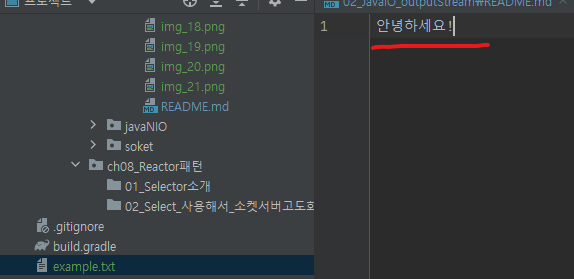 프로젝트
02_JavaIO_outputStream₩README.md
img_18.png
img_19.png
img_20.png
img_21.png
README.md
javaNIO
soket
ch08_Reactor패턴
01_Selector소개
02_Select_사용해서_소켓서버고도화
.gitignore
build.gradle
example.txt
1 안녕하세요!